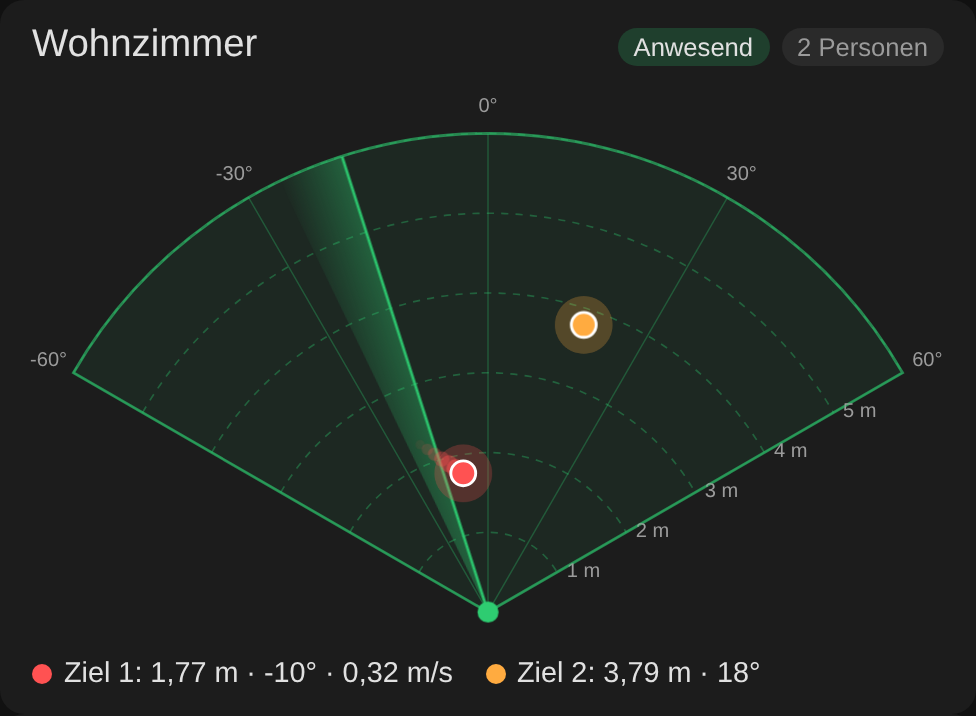 Wohnzimmer
Anwesend
2 Personen
0°
-30°
30°
-60°
60°
5 m
4 m
3 m
2 m
1 m
Ziel 1: 1,77 m · -10° · 0,32 m/s
Ziel 2: 3,79 m · 18°